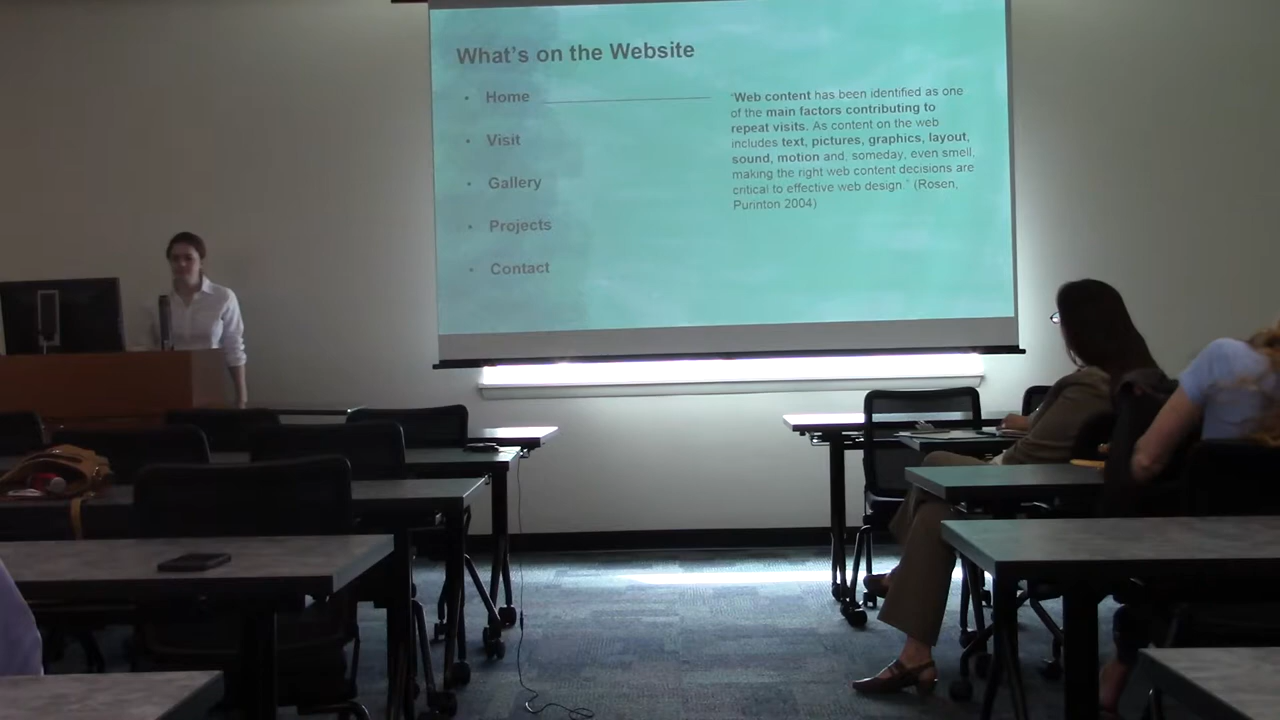 What's on the Website
• Home
• Visit
• Gallery
• Projects
• Contact
"Web content has been identified as one
of the main factors contributing to
repeat visits. As content on the web
includes text, pictures, graphics, layout,
sound, motion and, someday, even smell,
making the right web content decisions are
critical to effective web design." (Rosen,
Purinton 2004)